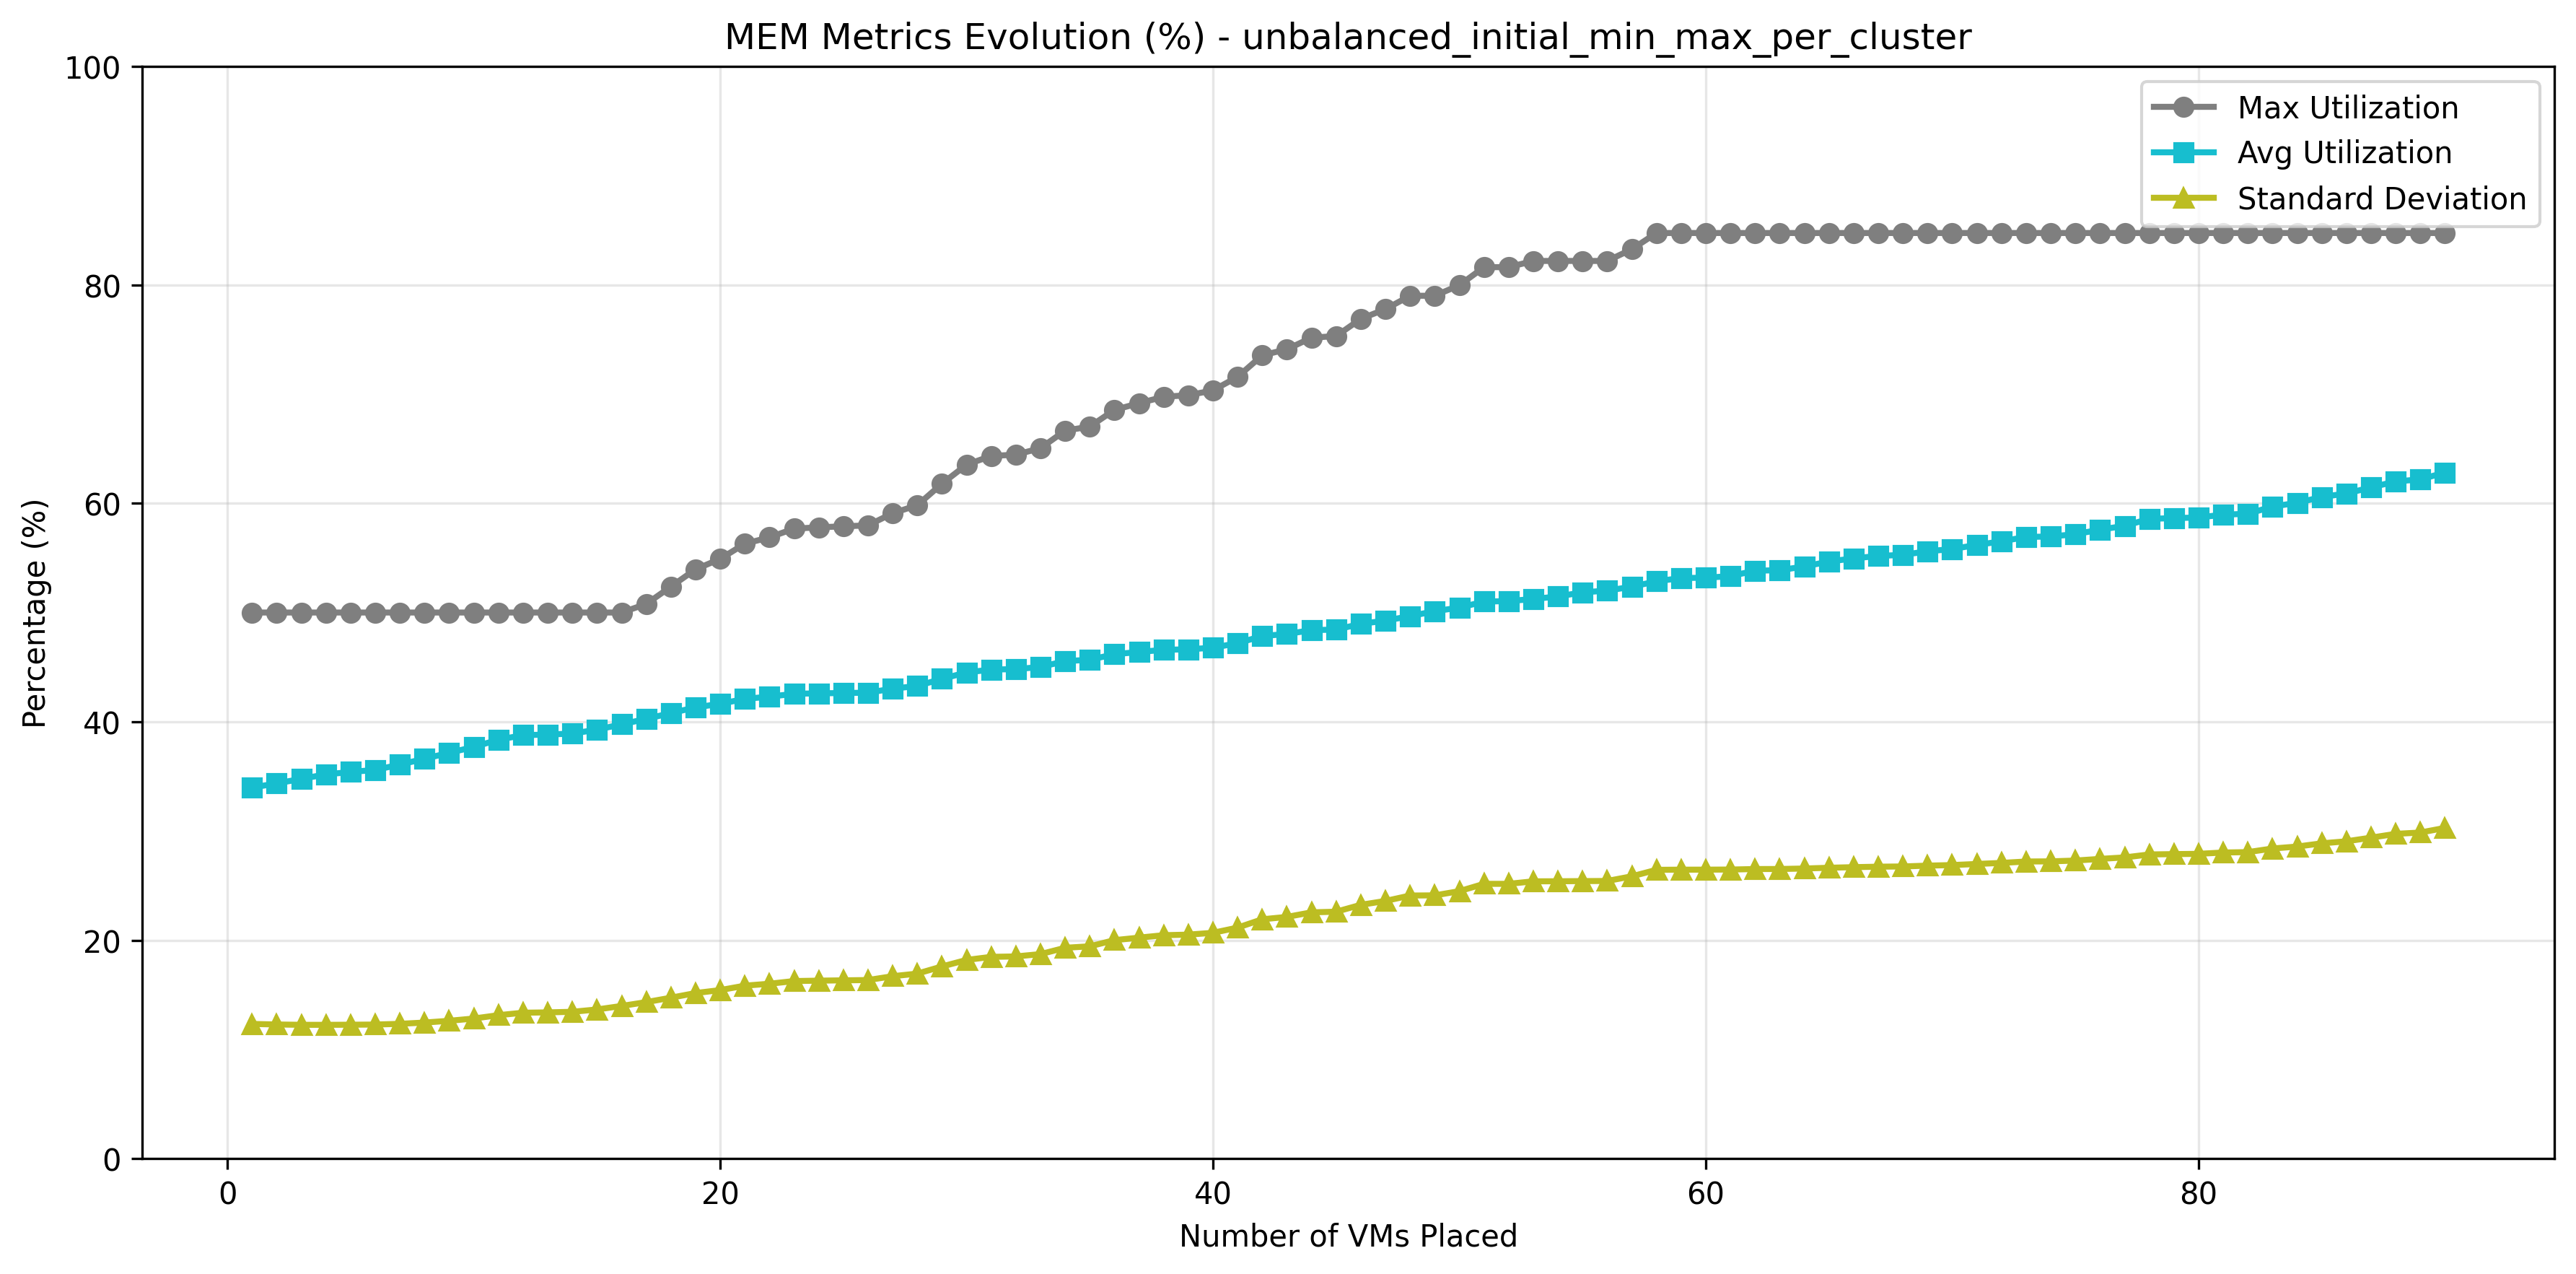 MEM Metrics Evolution (%) - unbalanced_initial_min_max_per_cluster
100
80
60
40
20
0
Percentage (%)
Max Utilization
Avg Utilization
Standard Deviation
0 20 40 60 80
Number of VMs Placed